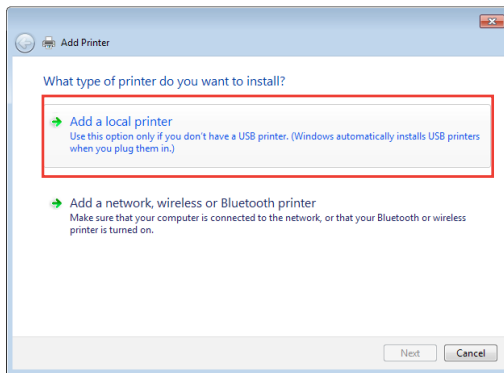 Add Printer
What type of printer do you want to install?
Add a local printer
Use this option only if you don't have a USB printer. (Windows automatically installs USB printers
when you plug them in.)
Add a network, wireless or Bluetooth printer
Make sure that your computer is connected to the network, or that your Bluetooth or wireless
printer is turned on.
Next Cancel